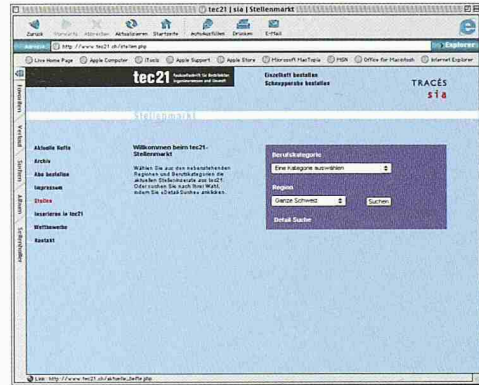 tec21 | sia | Stellenmarkt
Zurück Vorwärts Abbrechen Aktualisieren Startseite AutoAusfüllen Drucken E-Mail
http://www.tec21.ch/stellen.php
Live Home Page Apple Computer iTools Apple Support Apple Store Microsoft MacTopia MSN Office für Macintosh Internet Explorer
Favoriten
Verlauf
Suchen
Alben
Seitenhalter
tec21
Einzelheft bestellen
Schnupperabo bestellen
TRACÉS
sia
Stellenmarkt
Aktuelle Hefte
Archiv
Abo bestellen
Impressum
Stellen
Inserieren in tec21
Wettbewerbe
Kontakt
Willkommen beim tec21-
Stellenmarkt
Wählen Sie aus den nebenstehenden
Regionen und Berufskategorien die
aktuellen Stelleninserate aus tec21.
Oder suchen Sie nach Ihrer Wahl,
indem Sie «Detail Suche» anklicken.
Berufskategorie
Eine Kategorie auswählen
Region
Ganze Schweiz
Suchen
Detail Suche
Link: http://www.tec21.ch/aktuelle_hefte.php